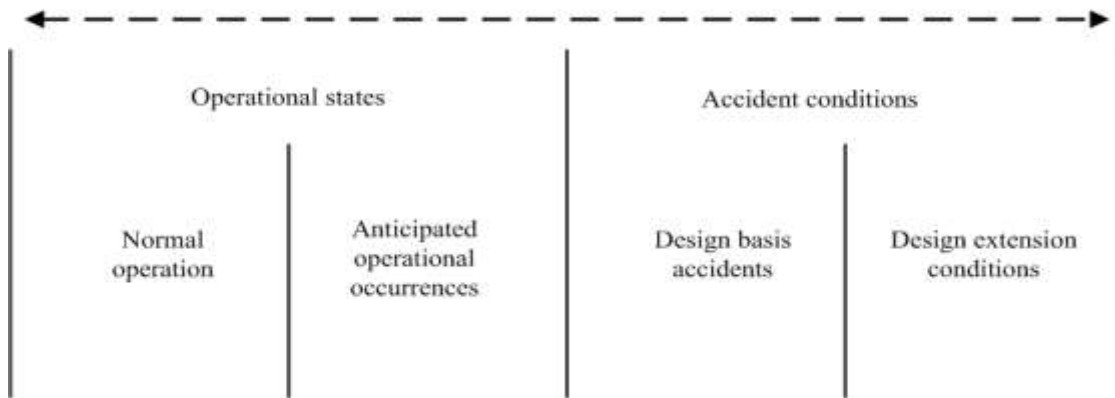 Operational states
Accident conditions
Normal
operation
Anticipated
operational
occurrences
Design basis
accidents
Design extension
conditions